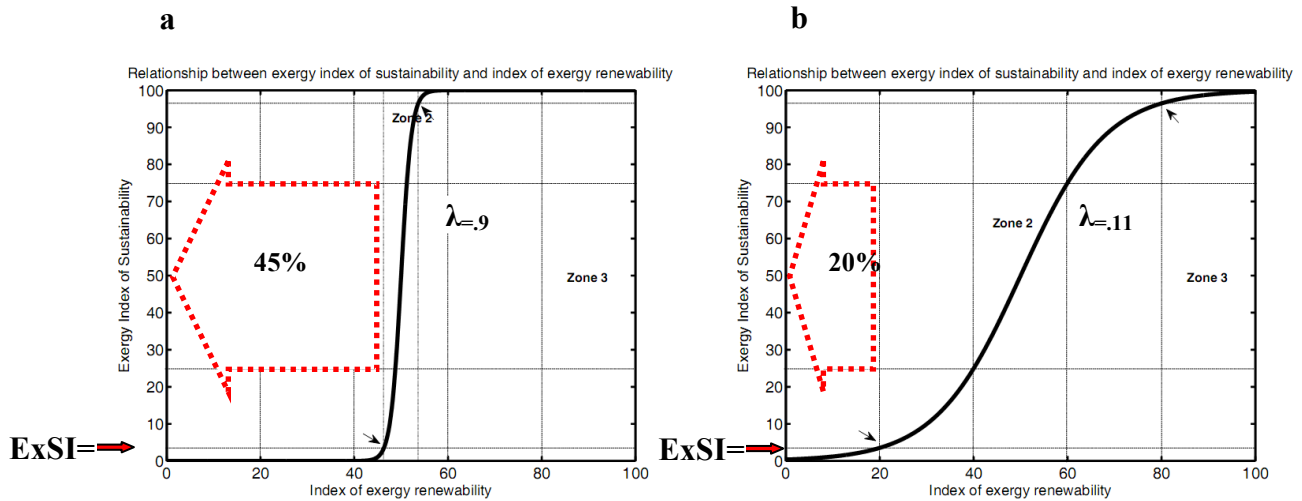 a
Relationship between exergy index of sustainability and index of exergy renewability
Exergy Index of Sustainability
100
90
80
70
60
50
40
30
20
10
0
Zone 2
λ=.9
45%
Zone 3
ExSI=
0 20 40 60 80 100
Index of exergy renewability
b
Relationship between exergy index of sustainability and index of exergy renewability
Exergy Index of Sustainability
100
90
80
70
60
50
40
30
20
10
0
Zone 2
λ=.11
20%
Zone 3
ExSI=
0 20 40 60 80 100
Index of exergy renewability